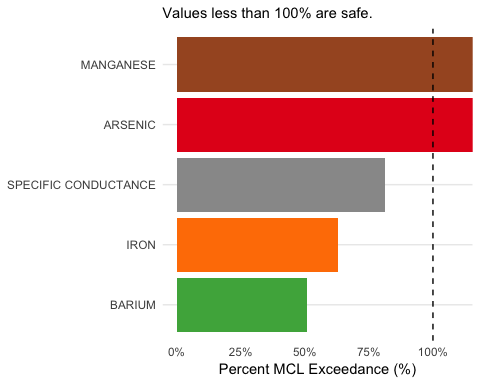 Values less than 100% are safe.
MANGANESE
ARSENIC
SPECIFIC CONDUCTANCE
IRON
BARIUM
0% 25% 50% 75% 100%
Percent MCL Exceedance (%)